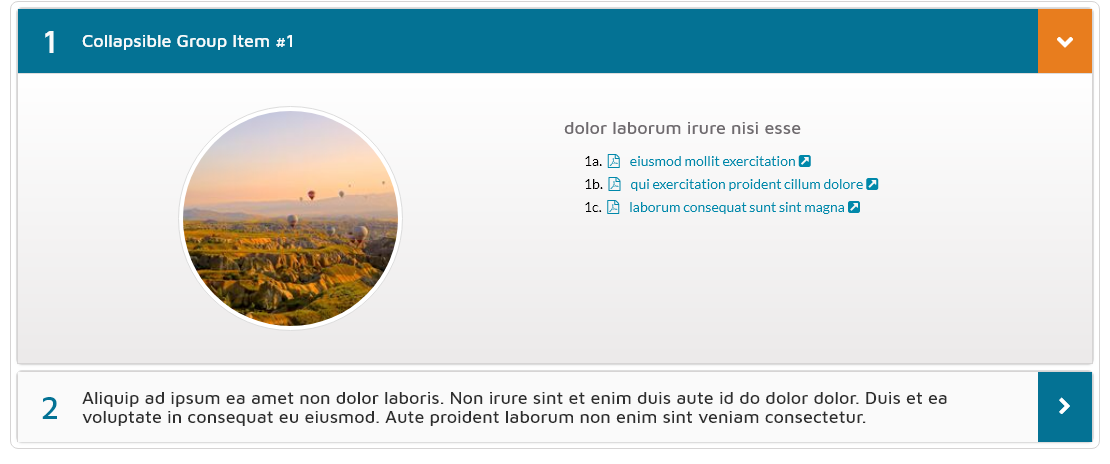 1 Collapsible Group Item #1
dolor laborum irure nisi esse
1a. eiusmod mollit exercitation
1b. qui exercitation proident cillum dolore
1c. laborum consequat sunt sint magna
2 Aliquip ad ipsum ea amet non dolor laboris. Non irure sint et enim duis aute id do dolor dolor. Duis et ea
voluptate in consequat eu eiusmod. Aute proident laborum non enim sint veniam consectetur.